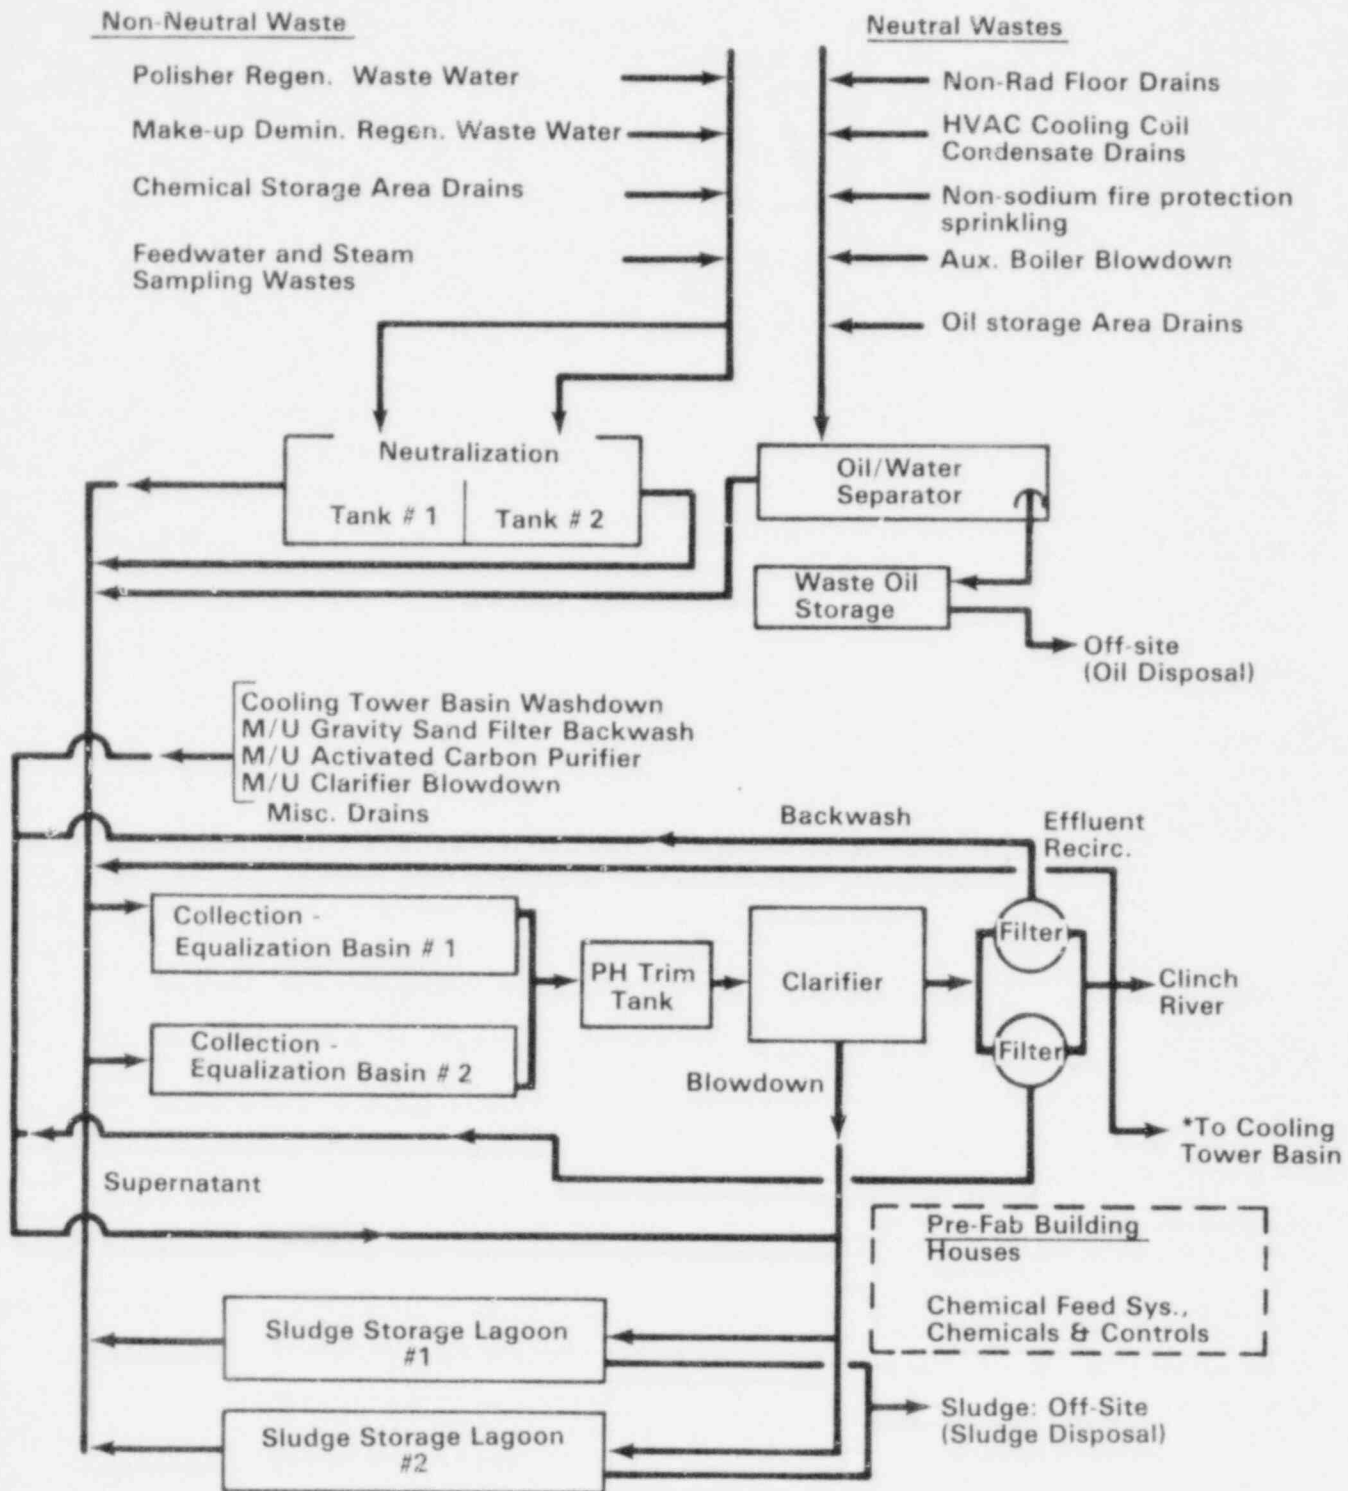 Non-Neutral Waste
Polisher Regen. Waste Water
Make-up Demin. Regen. Waste Water
Chemical Storage Area Drains
Feedwater and Steam
Sampling Wastes
Neutral Wastes
Non-Rad Floor Drains
HVAC Cooling Coil
Condensate Drains
Non-sodium fire protection
sprinkling
Aux. Boiler Blowdown
Oil storage Area Drains
Neutralization
Tank # 1
Tank # 2
Oil/Water
Separator
Waste Oil
Storage
Off-site
(Oil Disposal)
Cooling Tower Basin Washdown
M/U Gravity Sand Filter Backwash
M/U Activated Carbon Purifier
M/U Clarifier Blowdown
Misc. Drains
Backwash
Effluent
Recirc.
Collection -
Equalization Basin # 1
PH Trim
Tank
Clarifier
Filter
Clinch
River
Collection -
Equalization Basin # 2
Filter
Blowdown
*To Cooling
Tower Basin
Supernatant
Pre-Fab Building
Houses
Chemical Feed Sys.,
Chemicals & Controls
Sludge Storage Lagoon
#1
Sludge Storage Lagoon
#2
Sludge: Off-Site
(Sludge Disposal)